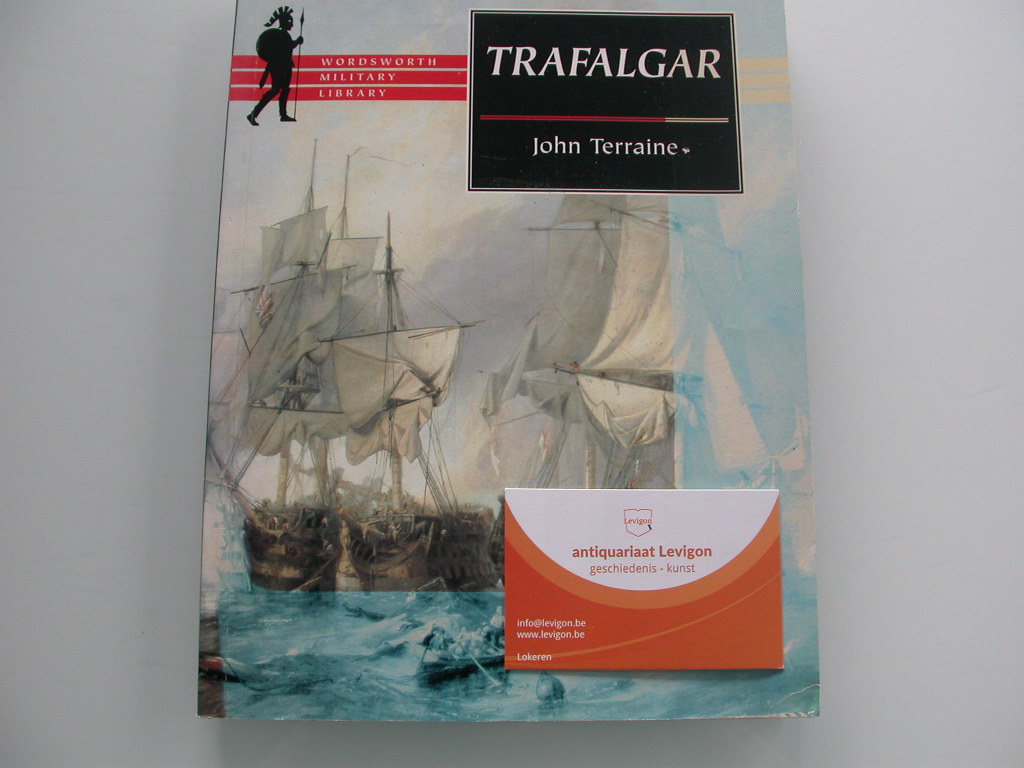 WORDSWORTH
MILITARY
LIBRARY
TRAFALGAR
John Terraine
Levigon
antiquariaat Levigon
geschiedenis - kunst
info@levigon.be
www.levigon.be
Lokeren